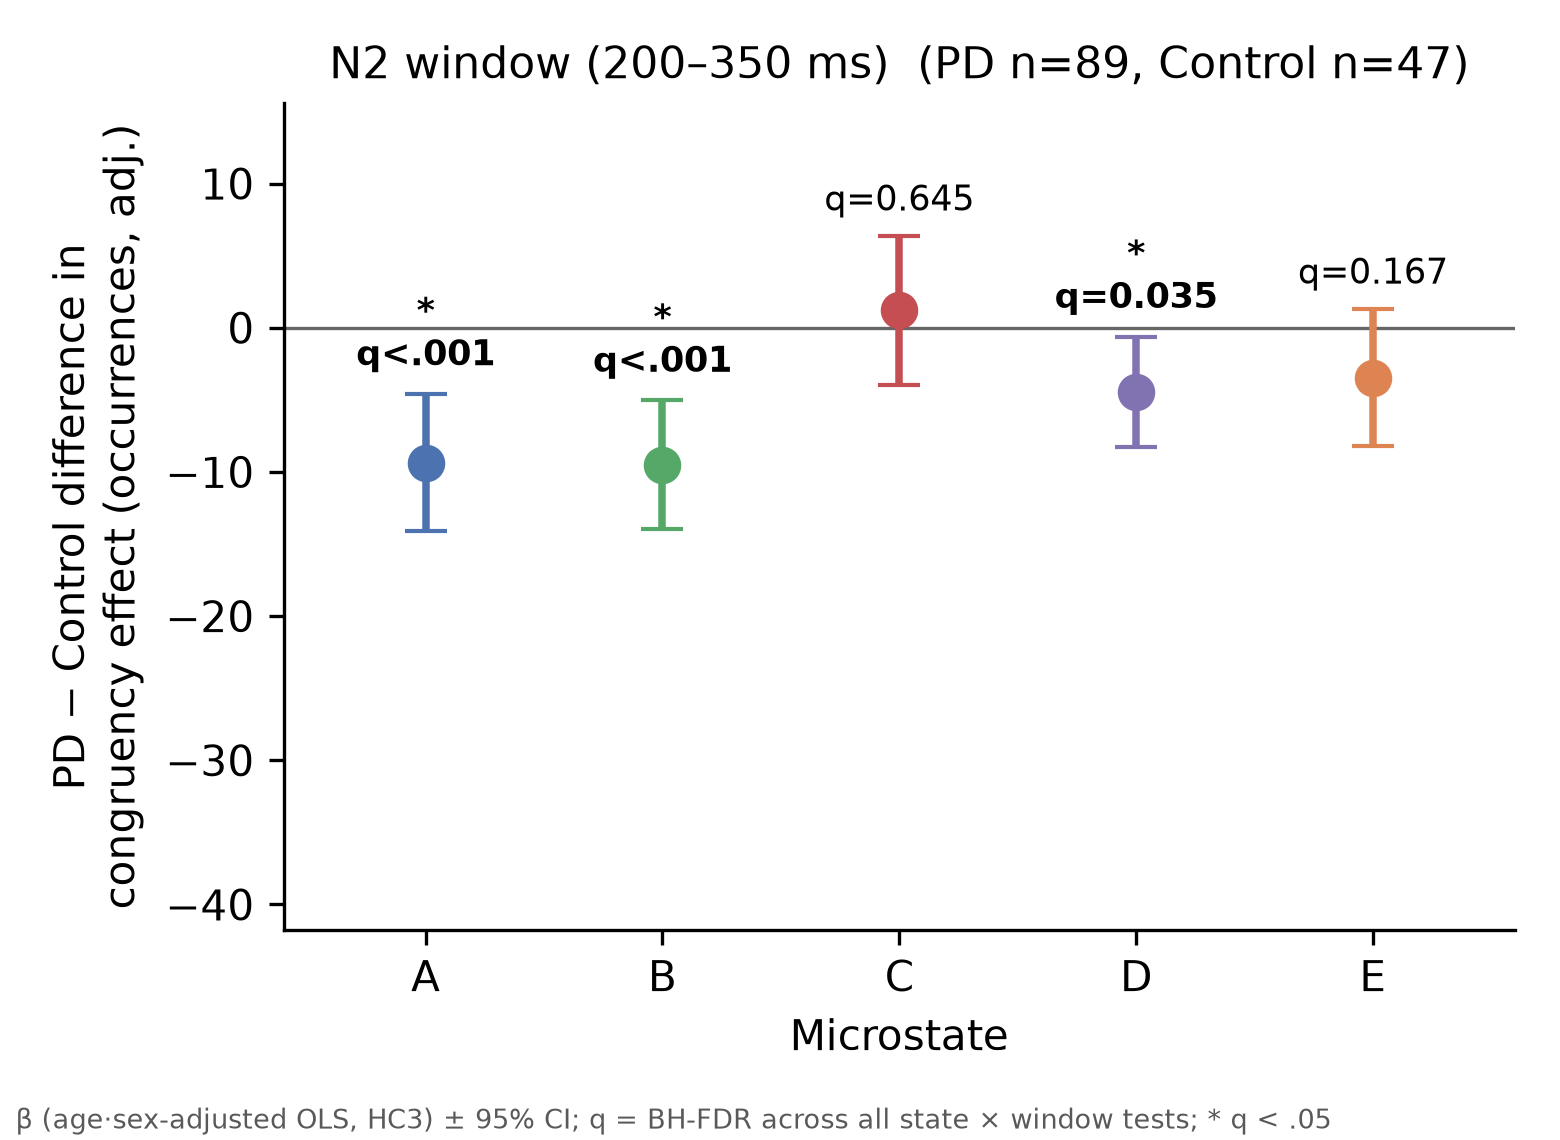 N2 window (200–350 ms)  (PD n=89, Control n=47)
PD − Control difference in
congruency effect (occurrences, adj.)
10
0
−10
−20
−30
−40
*
q<.001
*
q<.001
q=0.645
*
q=0.035
q=0.167
A B C D E
Microstate
β (age·sex-adjusted OLS, HC3) ± 95% CI; q = BH-FDR across all state × window tests; * q < .05